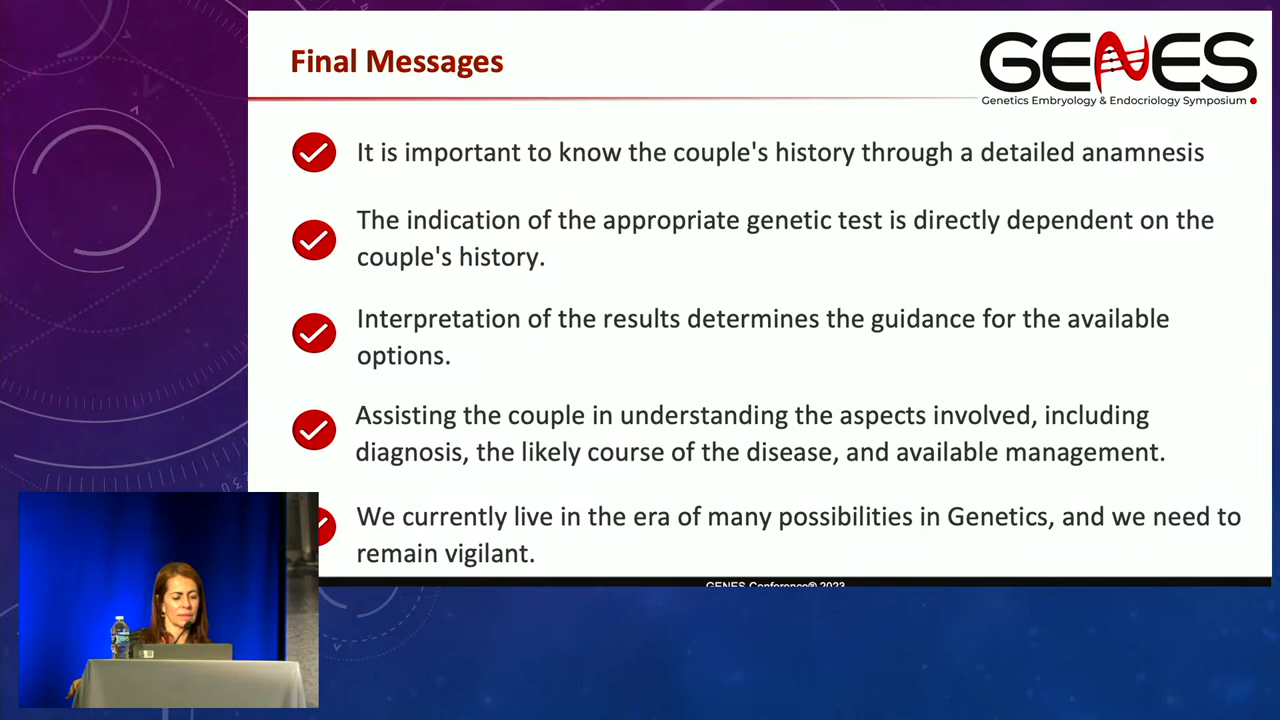 Final Messages
GENES
Genetics Embryology & Endocriology Symposium
It is important to know the couple's history through a detailed anamnesis
The indication of the appropriate genetic test is directly dependent on the
couple's history.
Interpretation of the results determines the guidance for the available
options.
Assisting the couple in understanding the aspects involved, including
diagnosis, the likely course of the disease, and available management.
We currently live in the era of many possibilities in Genetics, and we need to
remain vigilant.
GENES Conference® 2023